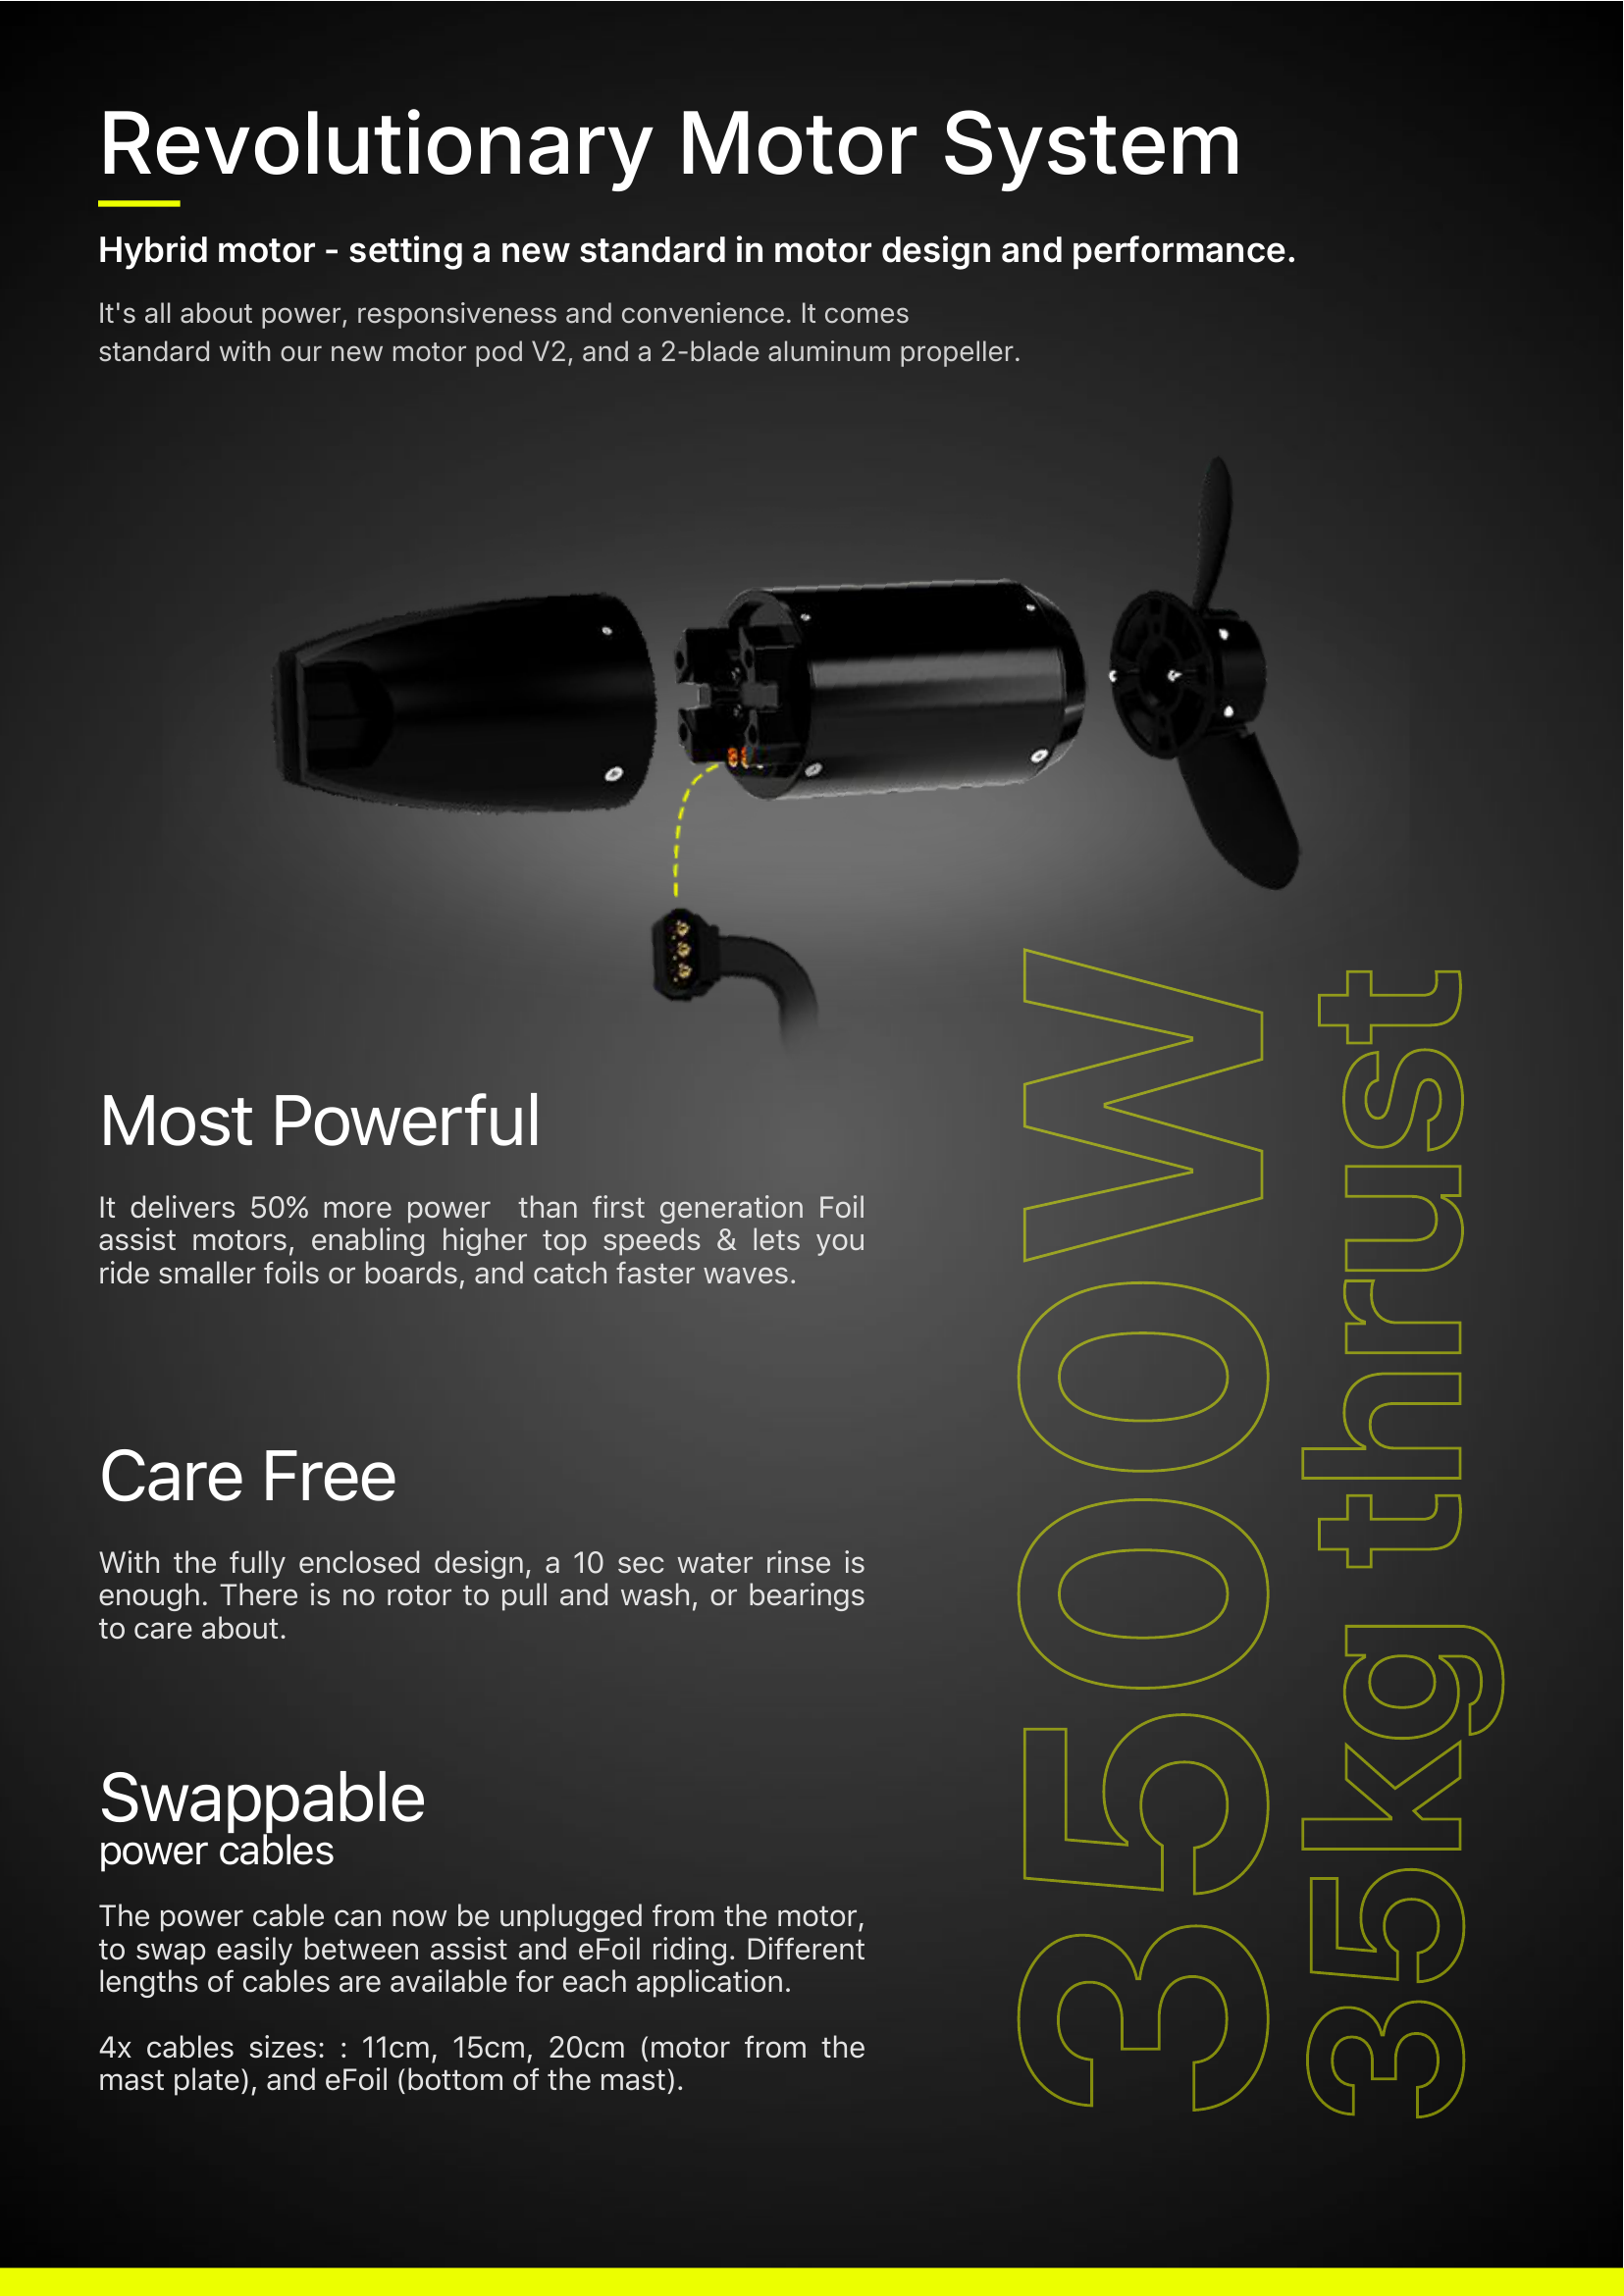 Revolutionary Motor System
Hybrid motor - setting a new standard in motor design and performance.
It's all about power, responsiveness and convenience. It comes
standard with our new motor pod V2, and a 2-blade aluminum propeller.
Most Powerful
It delivers 50% more power  than first generation Foil
assist motors, enabling higher top speeds & lets you
ride smaller foils or boards, and catch faster waves.
Care Free
With the fully enclosed design, a 10 sec water rinse is
enough. There is no rotor to pull and wash, or bearings
to care about.
Swappable
power cables
The power cable can now be unplugged from the motor,
to swap easily between assist and eFoil riding. Different
lengths of cables are available for each application.
4x cables sizes: : 11cm, 15cm, 20cm (motor from the
mast plate), and eFoil (bottom of the mast).
3500W
35kg thrust